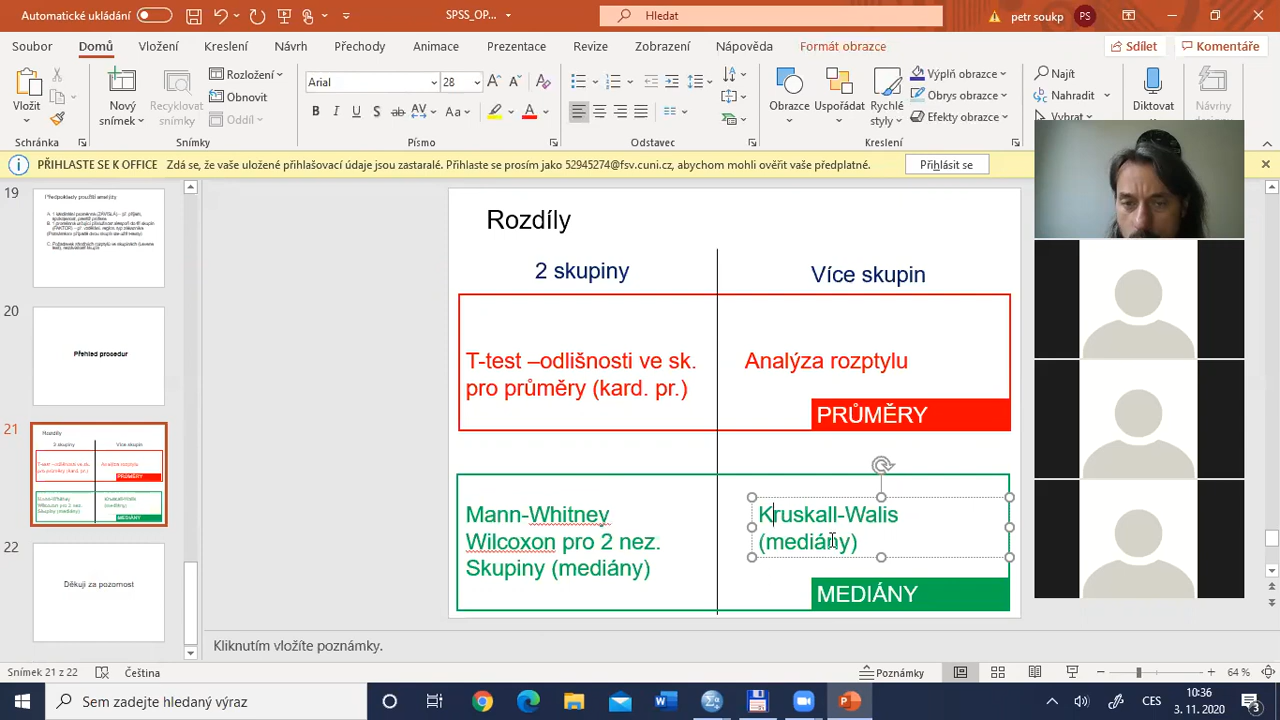 Automatické ukládání
SPSS_OP...
Hledat
petr soukp
PS
Soubor
Domů
Vložení
Kreslení
Návrh
Přechody
Animace
Prezentace
Revize
Zobrazení
Nápověda
Formát obrazce
Sdílet
Komentáře
Vložit
Nový
snímek
Recyklovat
snímky
Rozložení
Obnovit
Oddíl
Arial
28
Obrazce
Uspořádat
Rychlé
styly
Výplň obrazce
Obrys obrazce
Efekty obrazce
Najít
Nahradit
Vybrat
Diktovat
Návrhy
Schránka
Snímky
Písmo
Odstavec
Kreslení
PŘIHLASTE SE K OFFICE
Zdá se, že vaše uložené přihlašovací údaje jsou zastaralé. Přihlaste se prosím jako 52945274@fsv.cuni.cz, abychom mohli ověřit vaše předplatné.
Přihlásit se
19
20
Přehled procedur
21
22
Děkuji za pozornost
Rozdíly
2 skupiny
Více skupin
T-test –odlišnosti ve sk.
pro průměry (kard. pr.)
Analýza rozptylu
PRŮMĚRY
Mann-Whitney
Wilcoxon pro 2 nez.
Skupiny (mediány)
Kruskall-Walis
(mediány)
MEDIÁNY
Kliknutím vložíte poznámky.
Snímek 21 z 22
Čeština
Poznámky
64 %
Sem zadejte hledaný výraz
CES
10:36
3. 11. 2020
3